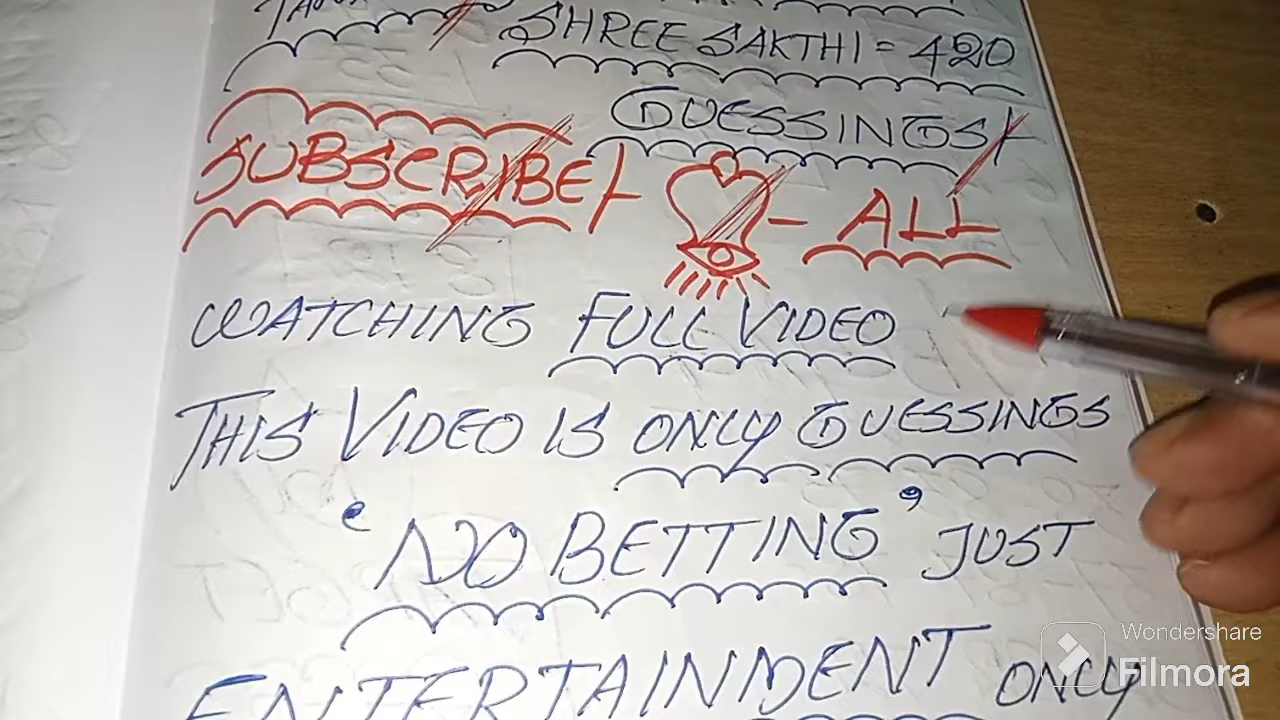 SHREE SAKTHI = 420
GUESSINGS/-
SUBSCRIBE/- - ALL
WATCHING FULL VIDEO
THIS VIDEO IS ONLY GUESSINGS
"NO BETTING" JUST
ENTERTAINMENT ONLY
Wondershare
Filmora